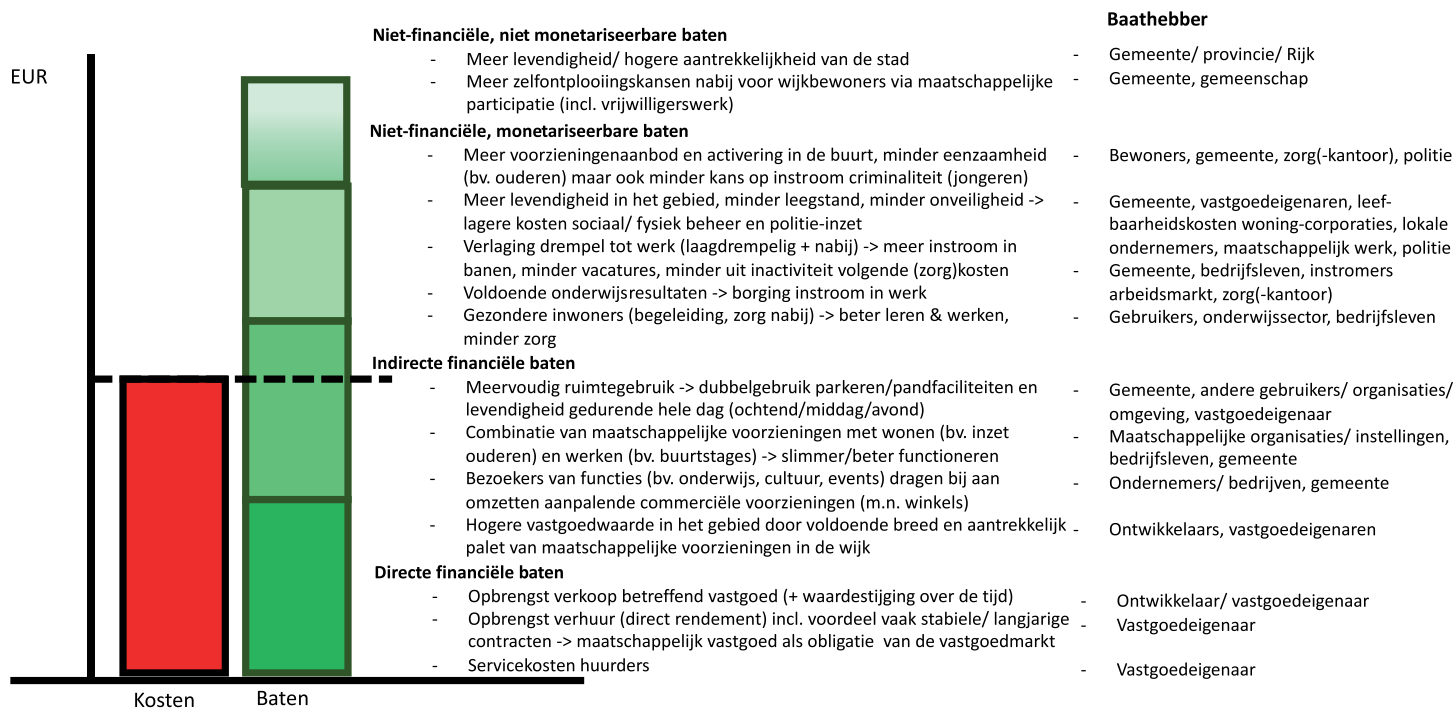 Baathebber
Niet-financiële, niet monetariseerbare baten
EUR
- Meer levendigheid/ hogere aantrekkelijkheid van de stad
- Gemeente/ provincie/ Rijk
- Meer zelfontplooiingskansen nabij voor wijkbewoners via maatschappelijke
participatie (incl. vrijwilligerswerk)
- Gemeente, gemeenschap
Niet-financiële, monetariseerbare baten
- Meer voorzieningenaanbod en activering in de buurt, minder eenzaamheid
(bv. ouderen) maar ook minder kans op instroom criminaliteit (jongeren)
- Bewoners, gemeente, zorg(-kantoor), politie
- Meer levendigheid in het gebied, minder leegstand, minder onveiligheid ->
lagere kosten sociaal/ fysiek beheer en politie-inzet
- Gemeente, vastgoedeigenaren, leef-
baarheidskosten woning-corporaties, lokale
ondernemers, maatschappelijk werk, politie
- Verlaging drempel tot werk (laagdrempelig + nabij) -> meer instroom in
banen, minder vacatures, minder uit inactiviteit volgende (zorg)kosten
- Gemeente, bedrijfsleven, instromers
arbeidsmarkt, zorg(-kantoor)
- Voldoende onderwijsresultaten -> borging instroom in werk
- Gezondere inwoners (begeleiding, zorg nabij) -> beter leren & werken,
minder zorg
- Gebruikers, onderwijssector, bedrijfsleven
Indirecte financiële baten
- Meervoudig ruimtegebruik -> dubbelgebruik parkeren/pandfaciliteiten en
levendigheid gedurende hele dag (ochtend/middag/avond)
- Gemeente, andere gebruikers/ organisaties/
omgeving, vastgoedeigenaar
- Combinatie van maatschappelijke voorzieningen met wonen (bv. inzet
ouderen) en werken (bv. buurtstages) -> slimmer/beter functioneren
- Maatschappelijke organisaties/ instellingen,
bedrijfsleven, gemeente
- Bezoekers van functies (bv. onderwijs, cultuur, events) dragen bij aan
omzetten aanpalende commerciële voorzieningen (m.n. winkels)
- Ondernemers/ bedrijven, gemeente
- Hogere vastgoedwaarde in het gebied door voldoende breed en aantrekkelijk
palet van maatschappelijke voorzieningen in de wijk
- Ontwikkelaars, vastgoedeigenaren
Directe financiële baten
- Opbrengst verkoop betreffend vastgoed (+ waardestijging over de tijd)
- Ontwikkelaar/ vastgoedeigenaar
- Opbrengst verhuur (direct rendement) incl. voordeel vaak stabiele/ langjarige
contracten -> maatschappelijk vastgoed als obligatie van de vastgoedmarkt
- Vastgoedeigenaar
- Servicekosten huurders
- Vastgoedeigenaar
Kosten
Baten